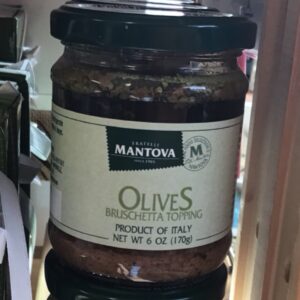 FRATELLI
MANTOVA
OLIVES
BRUSCHETTA TOPPING
PRODUCT OF ITALY
NET WT 6 OZ (170g)
M